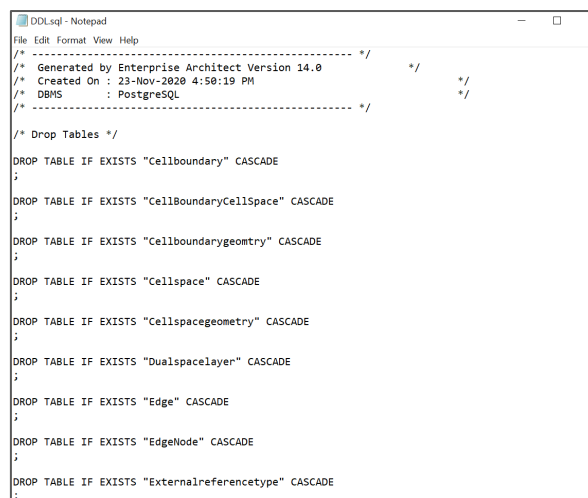 DDL.sql - Notepad
File Edit Format View Help
/* -------------------------------------------------- */
/* Generated by Enterprise Architect Version 14.0 */
/* Created On : 23-Nov-2020 4:50:19 PM */
/* DBMS : PostgreSQL */
/* -------------------------------------------------- */
/* Drop Tables */
DROP TABLE IF EXISTS "Cellboundary" CASCADE
;
DROP TABLE IF EXISTS "CellBoundaryCellSpace" CASCADE
;
DROP TABLE IF EXISTS "Cellboundarygeomtry" CASCADE
;
DROP TABLE IF EXISTS "Cellspace" CASCADE
;
DROP TABLE IF EXISTS "Cellspacegeometry" CASCADE
;
DROP TABLE IF EXISTS "Dualspacelayer" CASCADE
;
DROP TABLE IF EXISTS "Edge" CASCADE
;
DROP TABLE IF EXISTS "EdgeNode" CASCADE
;
DROP TABLE IF EXISTS "Externalreferencetype" CASCADE
;